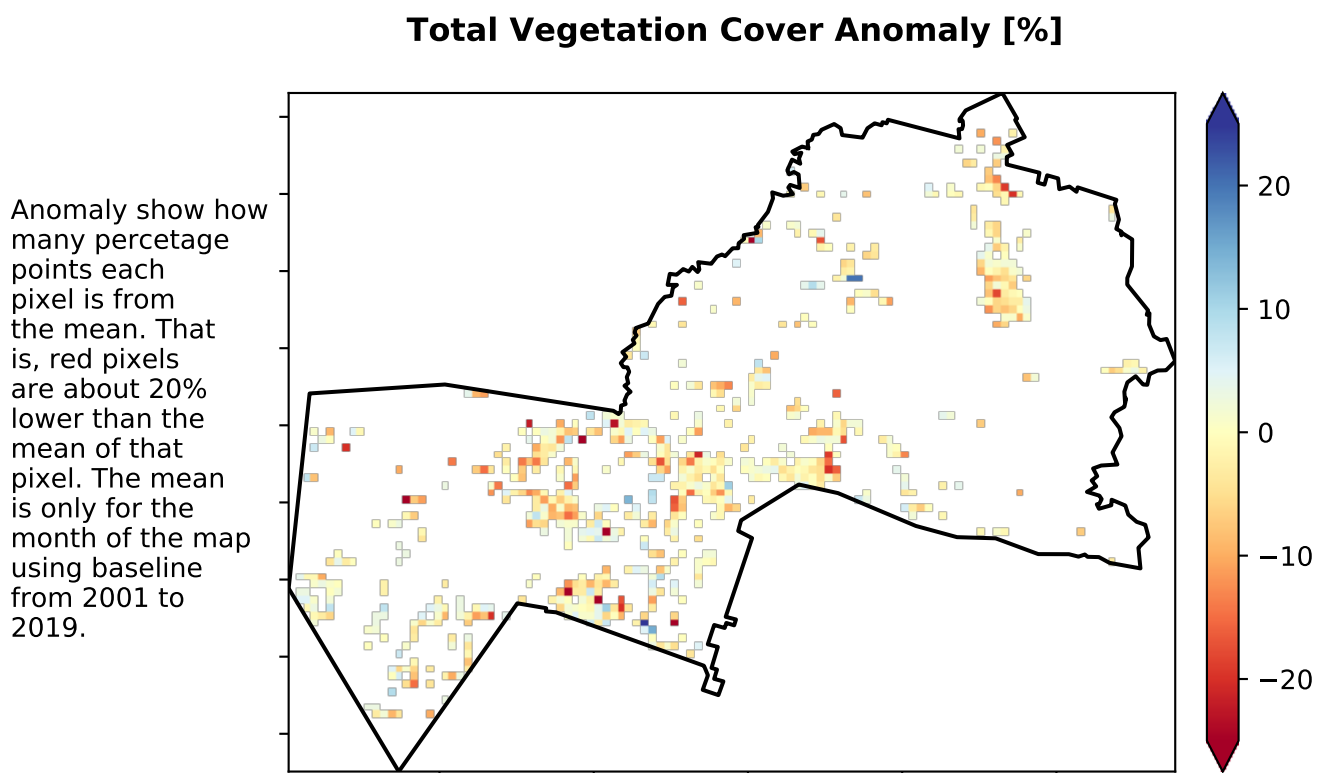 Total Vegetation Cover Anomaly [%]
Anomaly show how
many percetage
points each
pixel is from
the mean. That
is, red pixels
are about 20%
lower than the
mean of that
pixel. The mean
is only for the
month of the map
using baseline
from 2001 to
2019.
20
10
0
−10
−20